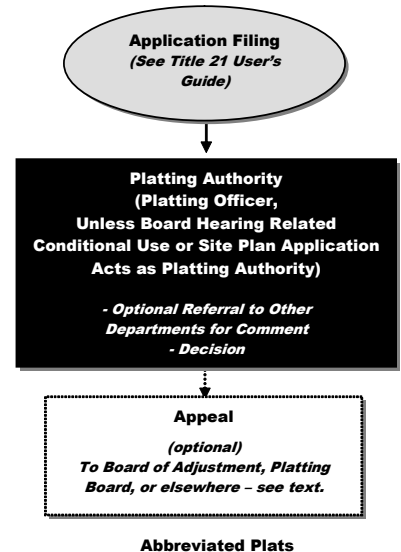 Application Filing
(See Title 21 User's
Guide)
Platting Authority
(Platting Officer,
Unless Board Hearing Related
Conditional Use or Site Plan Application
Acts as Platting Authority)
- Optional Referral to Other
Departments for Comment
- Decision
Appeal
(optional)
To Board of Adjustment, Platting
Board, or elsewhere – see text.
Abbreviated Plats